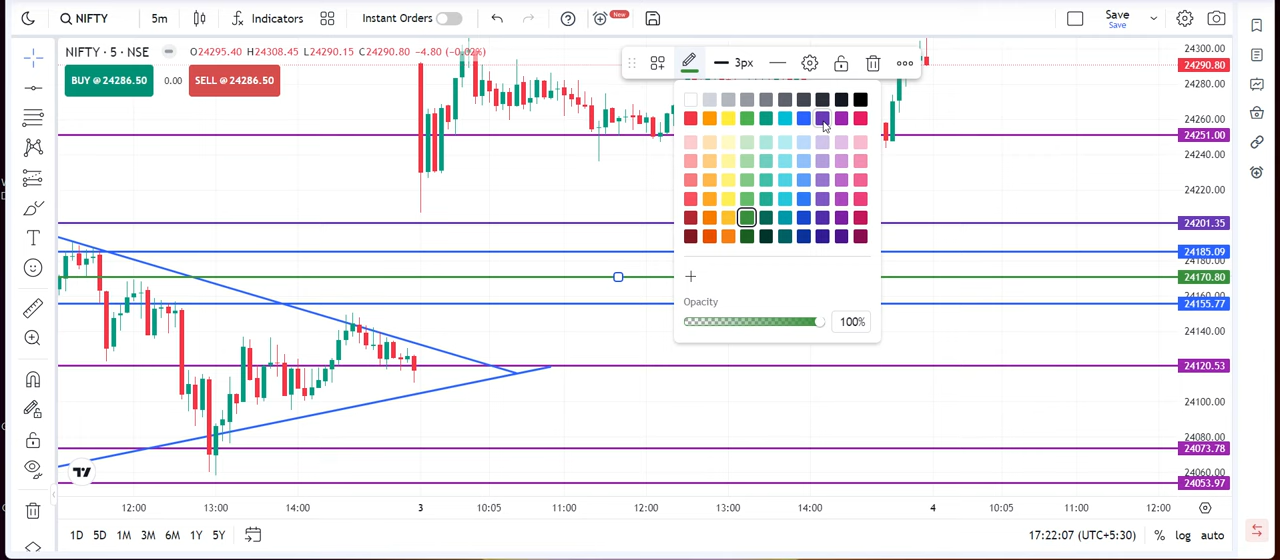 NIFTY 5m Indicators Instant Orders New Save
Save
NIFTY · 5 · NSE O24295.40 H24308.45 L24290.15 C24290.80 -4.80 (-0.02%)
3px
BUY @ 24286.50 0.00 SELL @ 24286.50
24300.00
24290.80
24280.00
24260.00
24251.00
24240.00
24220.00
24201.35
24185.09
24180.00
24170.80
24160.00
24155.77
Opacity
100%
24140.00
24120.53
24100.00
24080.00
24073.78
24060.00
24053.97
12:00 13:00 14:00 3 10:05 11:00 12:00 13:00 14:00 4 10:05 11:00 12:00
1D 5D 1M 3M 6M 1Y 5Y 17:22:07 (UTC+5:30) % log auto